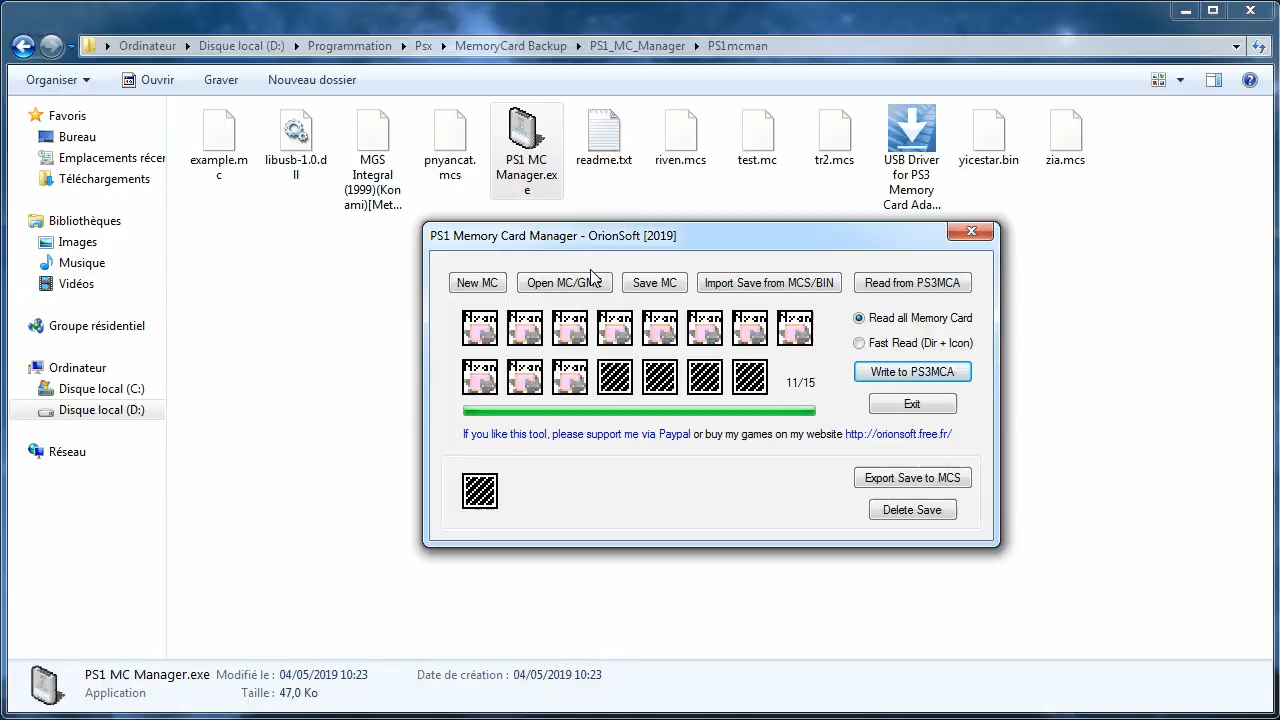 Ordinateur Disque local (D:) Programmation Psx MemoryCard Backup PS1_MC_Manager PS1mcman
Organiser Ouvrir Graver Nouveau dossier
Favoris
Bureau
Emplacements récer
Téléchargements
Bibliothèques
Images
Musique
Vidéos
Groupe résidentiel
Ordinateur
Disque local (C:)
Disque local (D:)
Réseau
example.m
c
libusb-1.0.d
ll
MGS
Integral
(1999)(Kon
ami)[Met...
pnyancat.
mcs
PS1 MC
Manager.ex
e
readme.txt
riven.mcs
test.mc
tr2.mcs
USB Driver
for PS3
Memory
Card Ada...
yicestar.bin
zia.mcs
PS1 Memory Card Manager - OrionSoft [2019]
New MC Save MC Import Save from MCS/BIN Read from PS3MCA
Read all Memory Card
Fast Read (Dir + Icon)
11/15
Write to PS3MCA
Exit
If you like this tool, please support me via Paypal or buy my games on my website http://orionsoft.free.fr/
Export Save to MCS
Delete Save
PS1 MC Manager.exe Modifié le : 04/05/2019 10:23 Date de création : 04/05/2019 10:23
Application Taille : 47,0 Ko